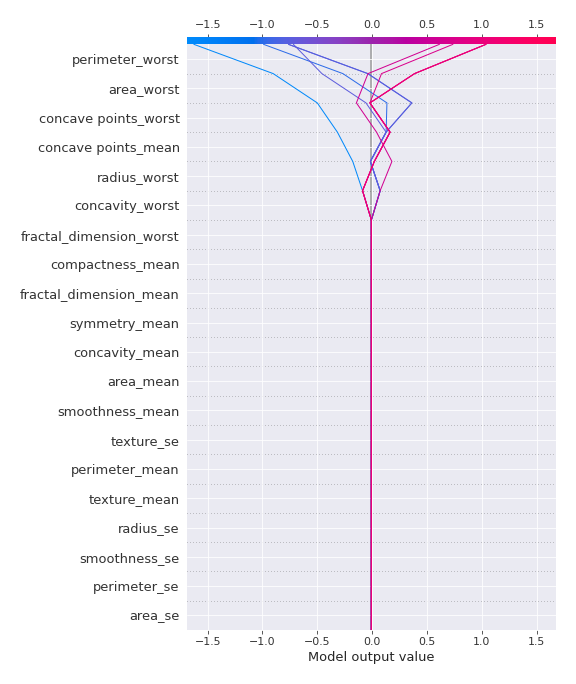 −1.5 −1.0 −0.5 0.0 0.5 1.0 1.5
perimeter_worst
area_worst
concave points_worst
concave points_mean
radius_worst
concavity_worst
fractal_dimension_worst
compactness_mean
fractal_dimension_mean
symmetry_mean
concavity_mean
area_mean
smoothness_mean
texture_se
perimeter_mean
texture_mean
radius_se
smoothness_se
perimeter_se
area_se
−1.5 −1.0 −0.5 0.0 0.5 1.0 1.5
Model output value